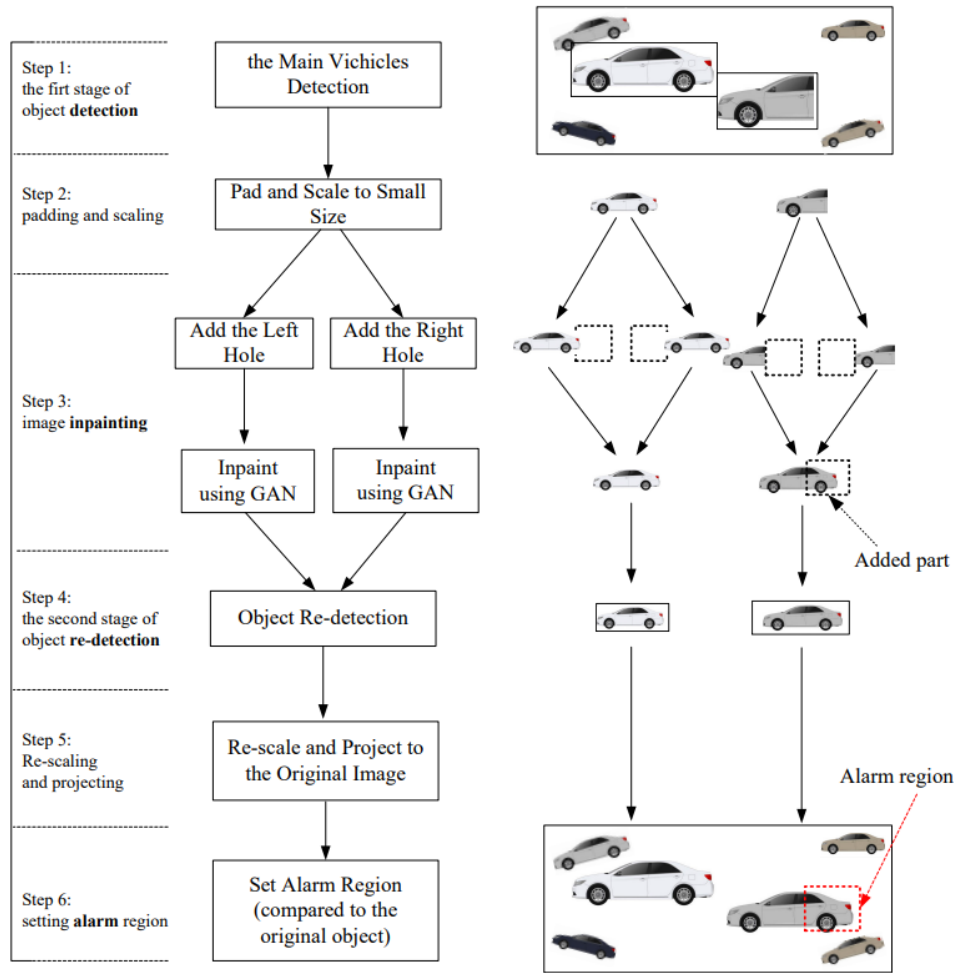 Step 1:
the firt stage of
object detection
the Main Vichicles
Detection
Step 2:
padding and scaling
Pad and Scale to Small
Size
Step 3:
image inpainting
Add the Left
Hole
Add the Right
Hole
Inpaint
using GAN
Inpaint
using GAN
Added part
Step 4:
the second stage of
object re-detection
Object Re-detection
Step 5:
Re-scaling
and projecting
Re-scale and Project to
the Original Image
Alarm region
Step 6:
setting alarm region
Set Alarm Region
(compared to the
original object)